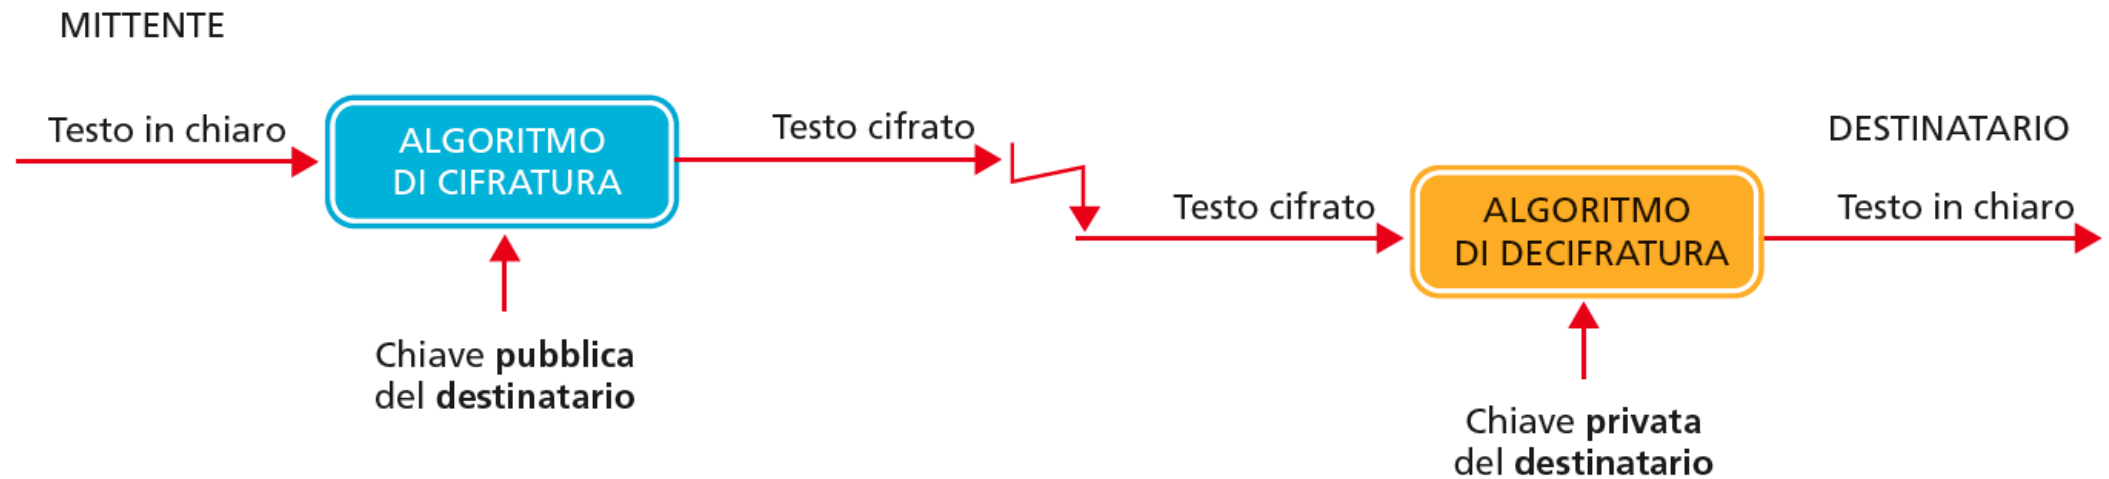 MITTENTE
Testo in chiaro
ALGORITMO
DI CIFRATURA
Chiave pubblica
del destinatario
Testo cifrato
Testo cifrato
ALGORITMO
DI DECIFRATURA
Chiave privata
del destinatario
DESTINATARIO
Testo in chiaro